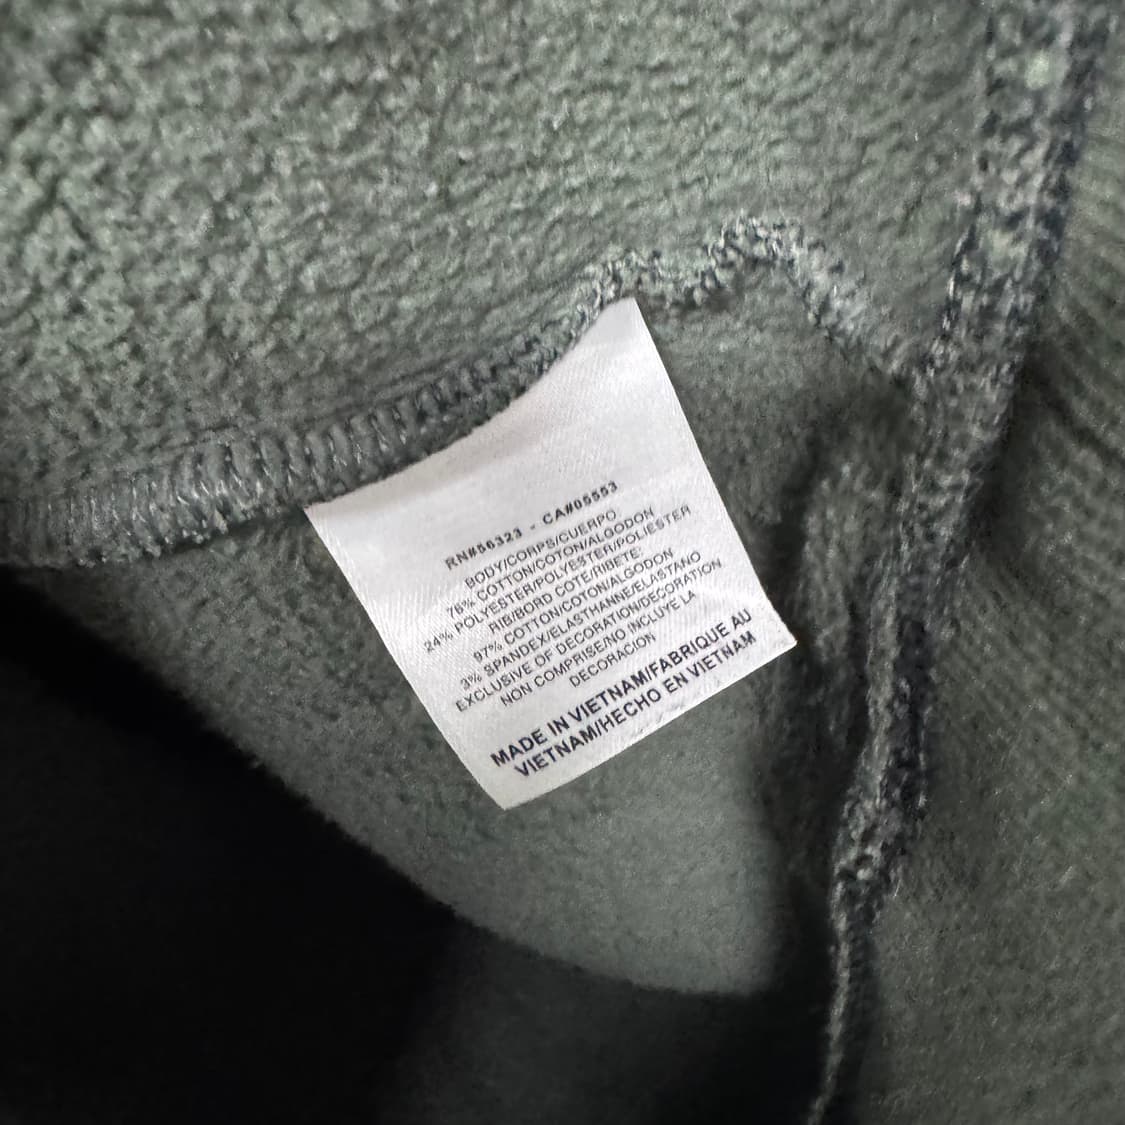 RN#56323 - CA#05553
BODY/CORPS/CUERPO
76% COTTON/COTON/ALGODON
24% POLYESTER/POLYESTER/POLIESTER
RIB/BORD COTE/RIBETE:
97% COTTON/COTON/ALGODON
3% SPANDEX/ELASTHANNE/ELASTANO
EXCLUSIVE OF DECORATION/DECORATION
NON COMPRISE/NO INCLUYE LA
DECORACION
MADE IN VIETNAM/FABRIQUE AU
VIETNAM/HECHO EN VIETNAM